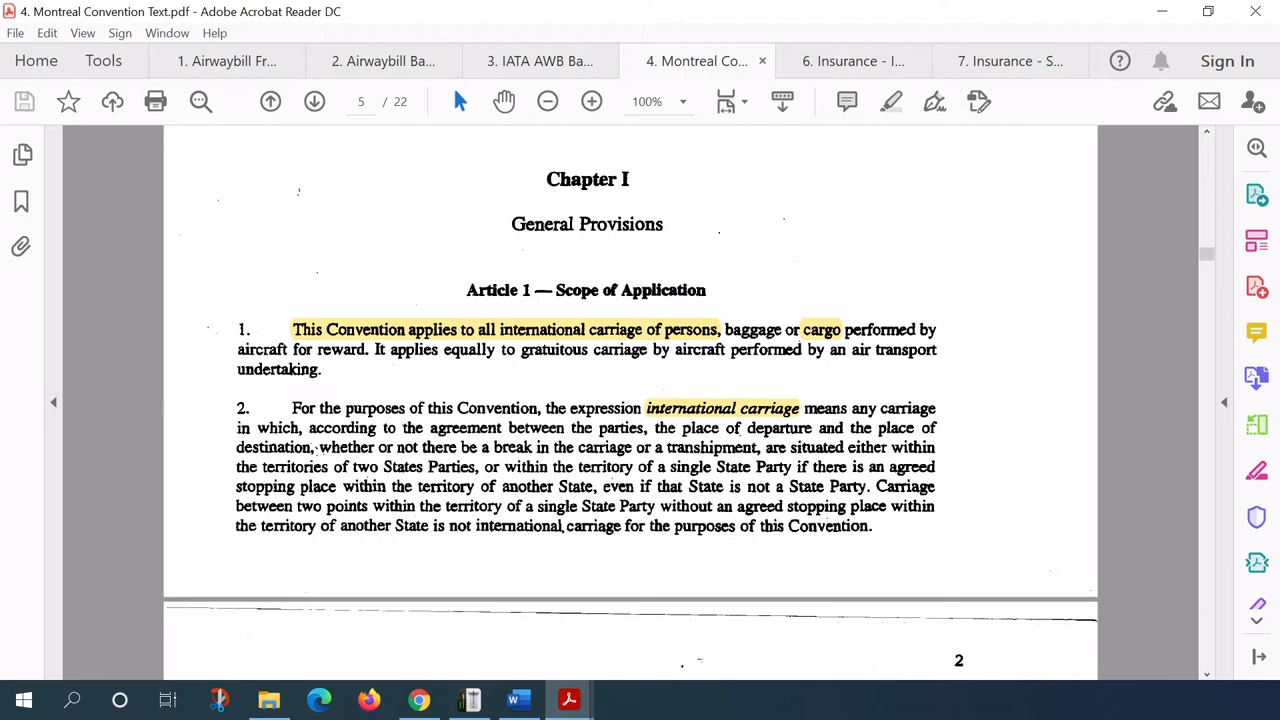 4. Montreal Convention Text.pdf - Adobe Acrobat Reader DC
File Edit View Sign Window Help
Home Tools 1. Airwaybill Fr... 2. Airwaybill Ba... 3. IATA AWB Ba... 4. Montreal Co... 6. Insurance - I... 7. Insurance - S... Sign In
5 / 22 100%
Chapter I
General Provisions
Article 1 — Scope of Application
1. This Convention applies to all international carriage of persons, baggage or cargo performed by
aircraft for reward. It applies equally to gratuitous carriage by aircraft performed by an air transport
undertaking.
2. For the purposes of this Convention, the expression international carriage means any carriage
in which, according to the agreement between the parties, the place of departure and the place of
destination, whether or not there be a break in the carriage or a transhipment, are situated either within
the territories of two States Parties, or within the territory of a single State Party if there is an agreed
stopping place within the territory of another State, even if that State is not a State Party. Carriage
between two points within the territory of a single State Party without an agreed stopping place within
the territory of another State is not international carriage for the purposes of this Convention.
2